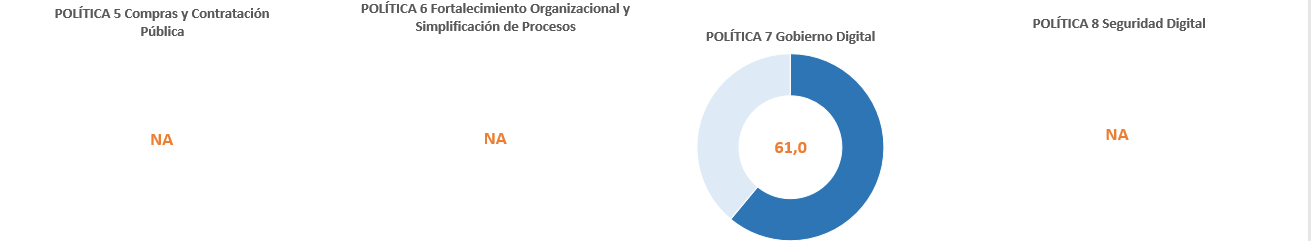 POLÍTICA 5 Compras y Contratación
Pública
NA
POLÍTICA 6 Fortalecimiento Organizacional y
Simplificación de Procesos
NA
POLÍTICA 7 Gobierno Digital
61,0
POLÍTICA 8 Seguridad Digital
NA